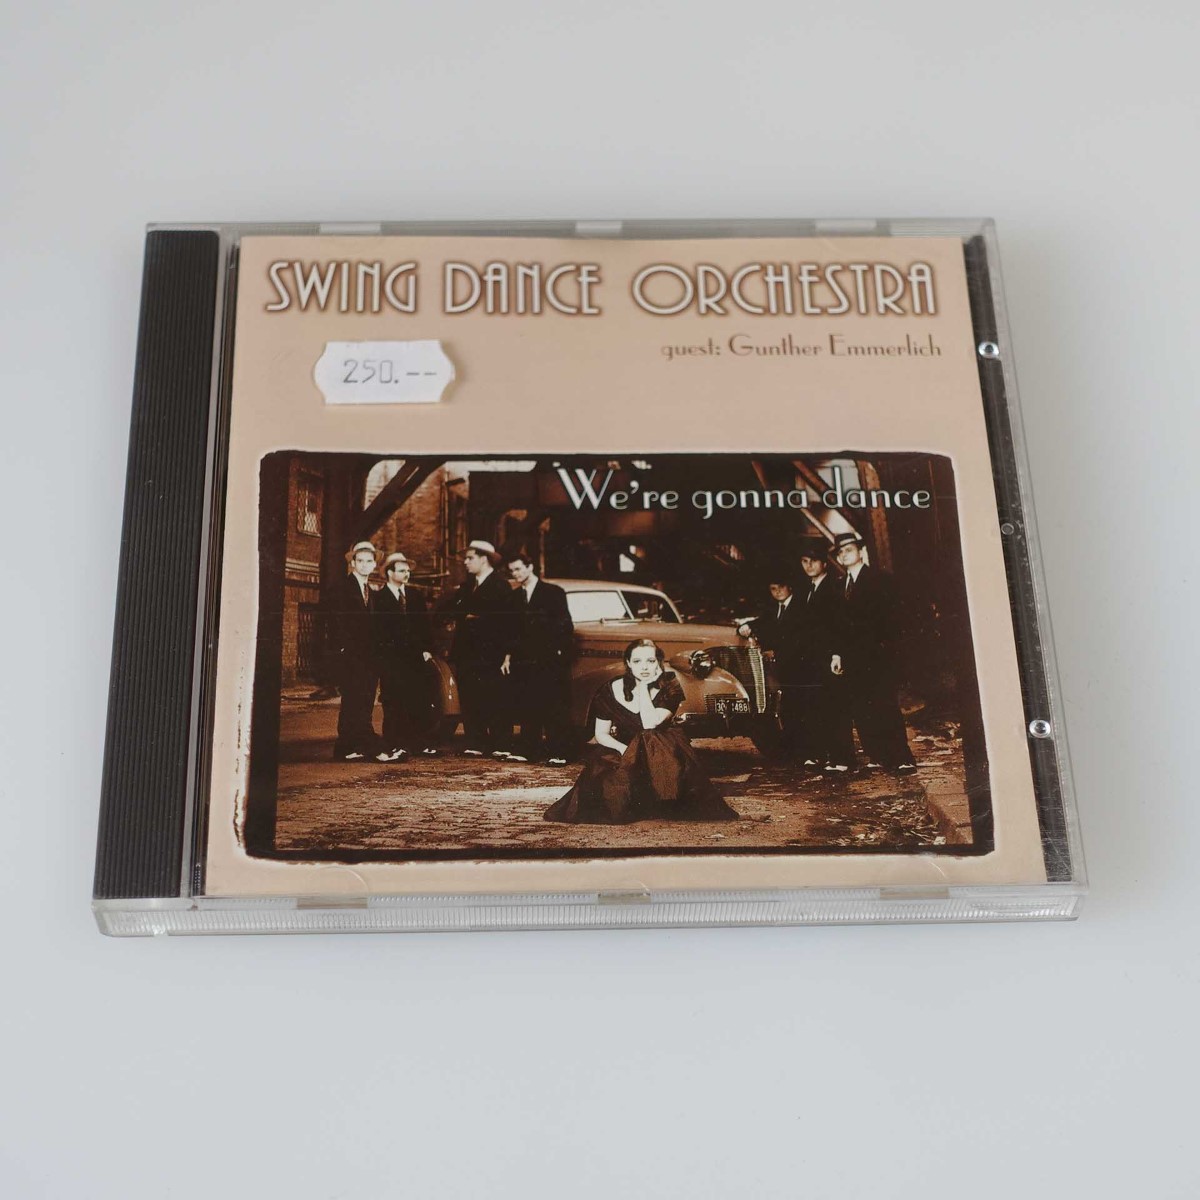 SWING DANCE ORCHESTRA
guest: Gunther Emmerlich
250.--
We're gonna dance